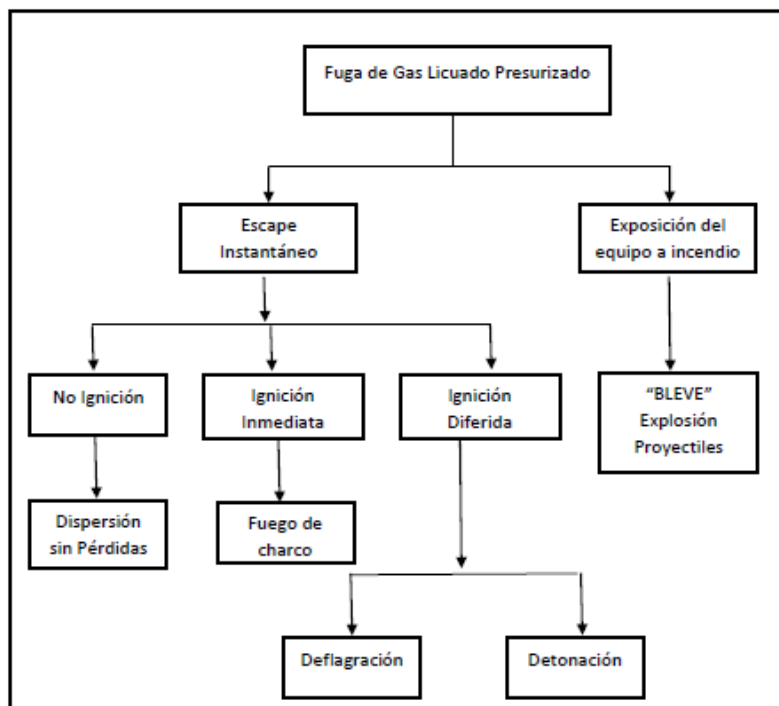 Fuga de Gas Licuado Presurizado
Escape
Instantáneo
Exposición del
equipo a incendio
No Ignición
Ignición
Inmediata
Ignición
Diferida
“BLEVE”
Explosión
Proyectiles
Dispersión
sin Pérdidas
Fuego de
charco
Deflagración
Detonación